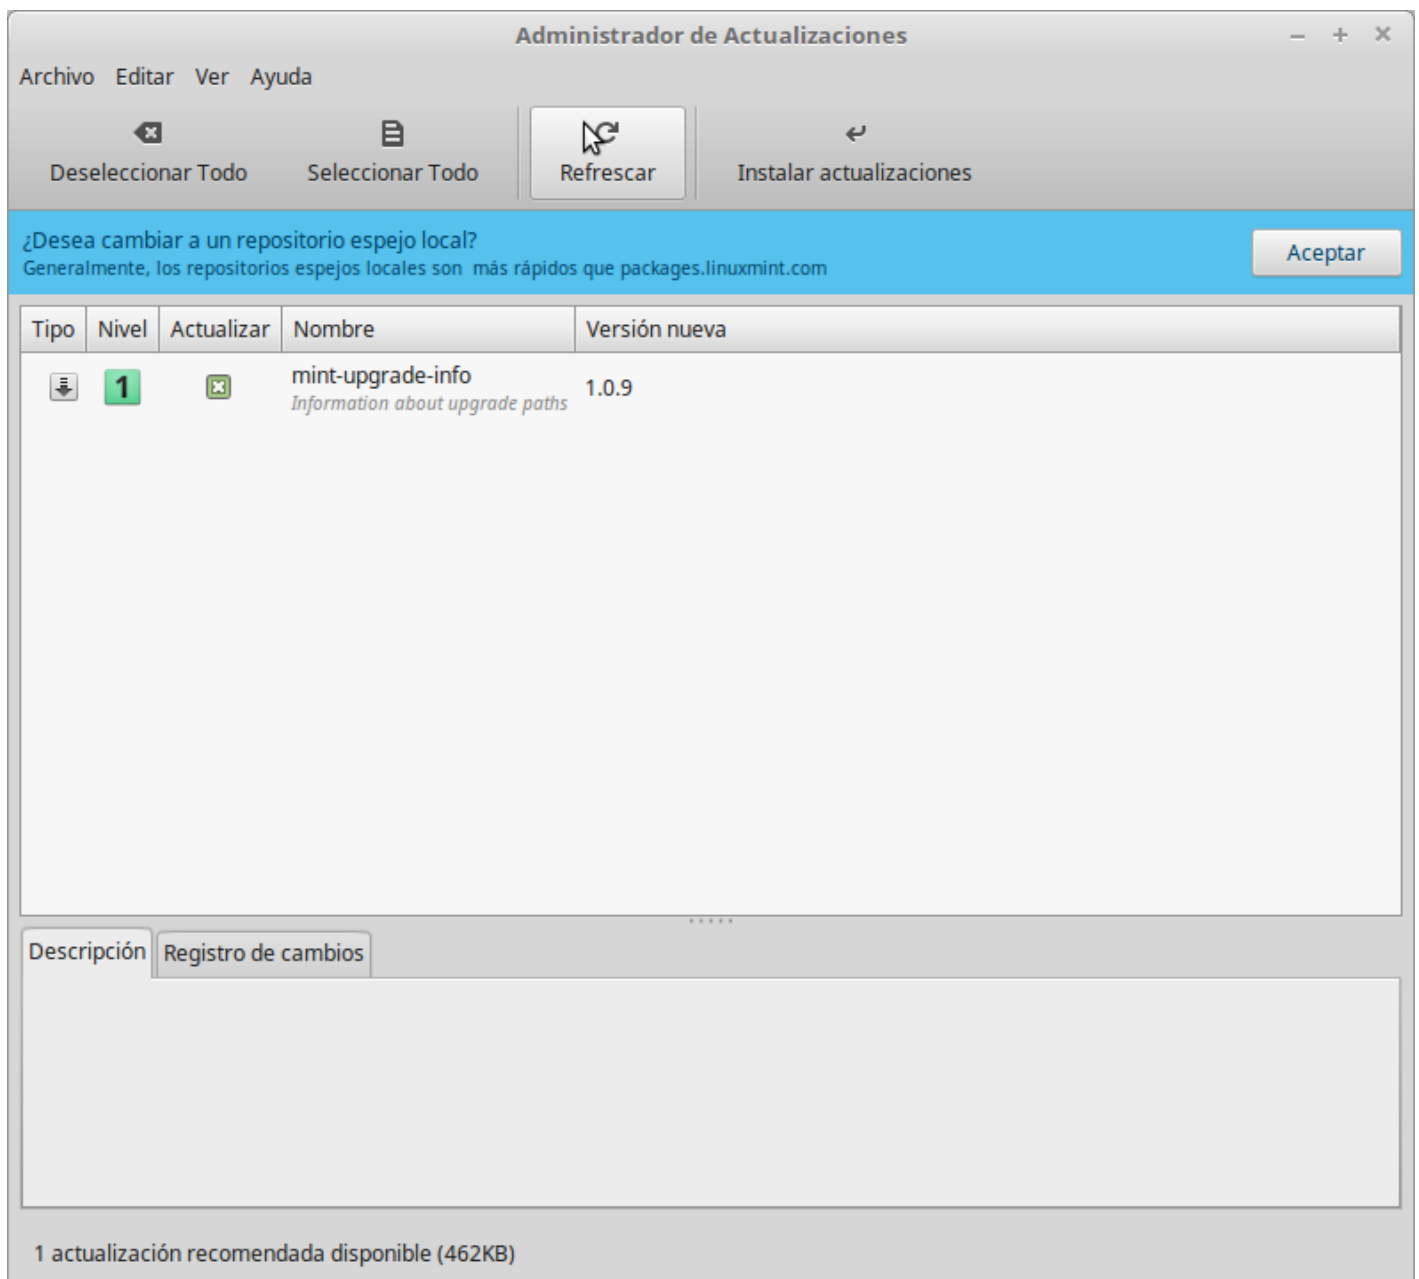 Administrador de Actualizaciones
Archivo Editar Ver Ayuda
Deseleccionar Todo Seleccionar Todo Refrescar Instalar actualizaciones
¿Desea cambiar a un repositorio espejo local?
Generalmente, los repositorios espejos locales son más rápidos que packages.linuxmint.com
Aceptar
Tipo Nivel Actualizar Nombre Versión nueva
1 mint-upgrade-info 1.0.9
Information about upgrade paths
Descripción Registro de cambios
1 actualización recomendada disponible (462KB)